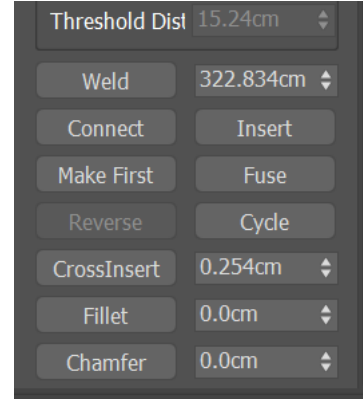 Threshold Dist 15.24cm
Weld 322.834cm
Connect Insert
Make First Fuse
Reverse Cycle
CrossInsert 0.254cm
Fillet 0.0cm
Chamfer 0.0cm